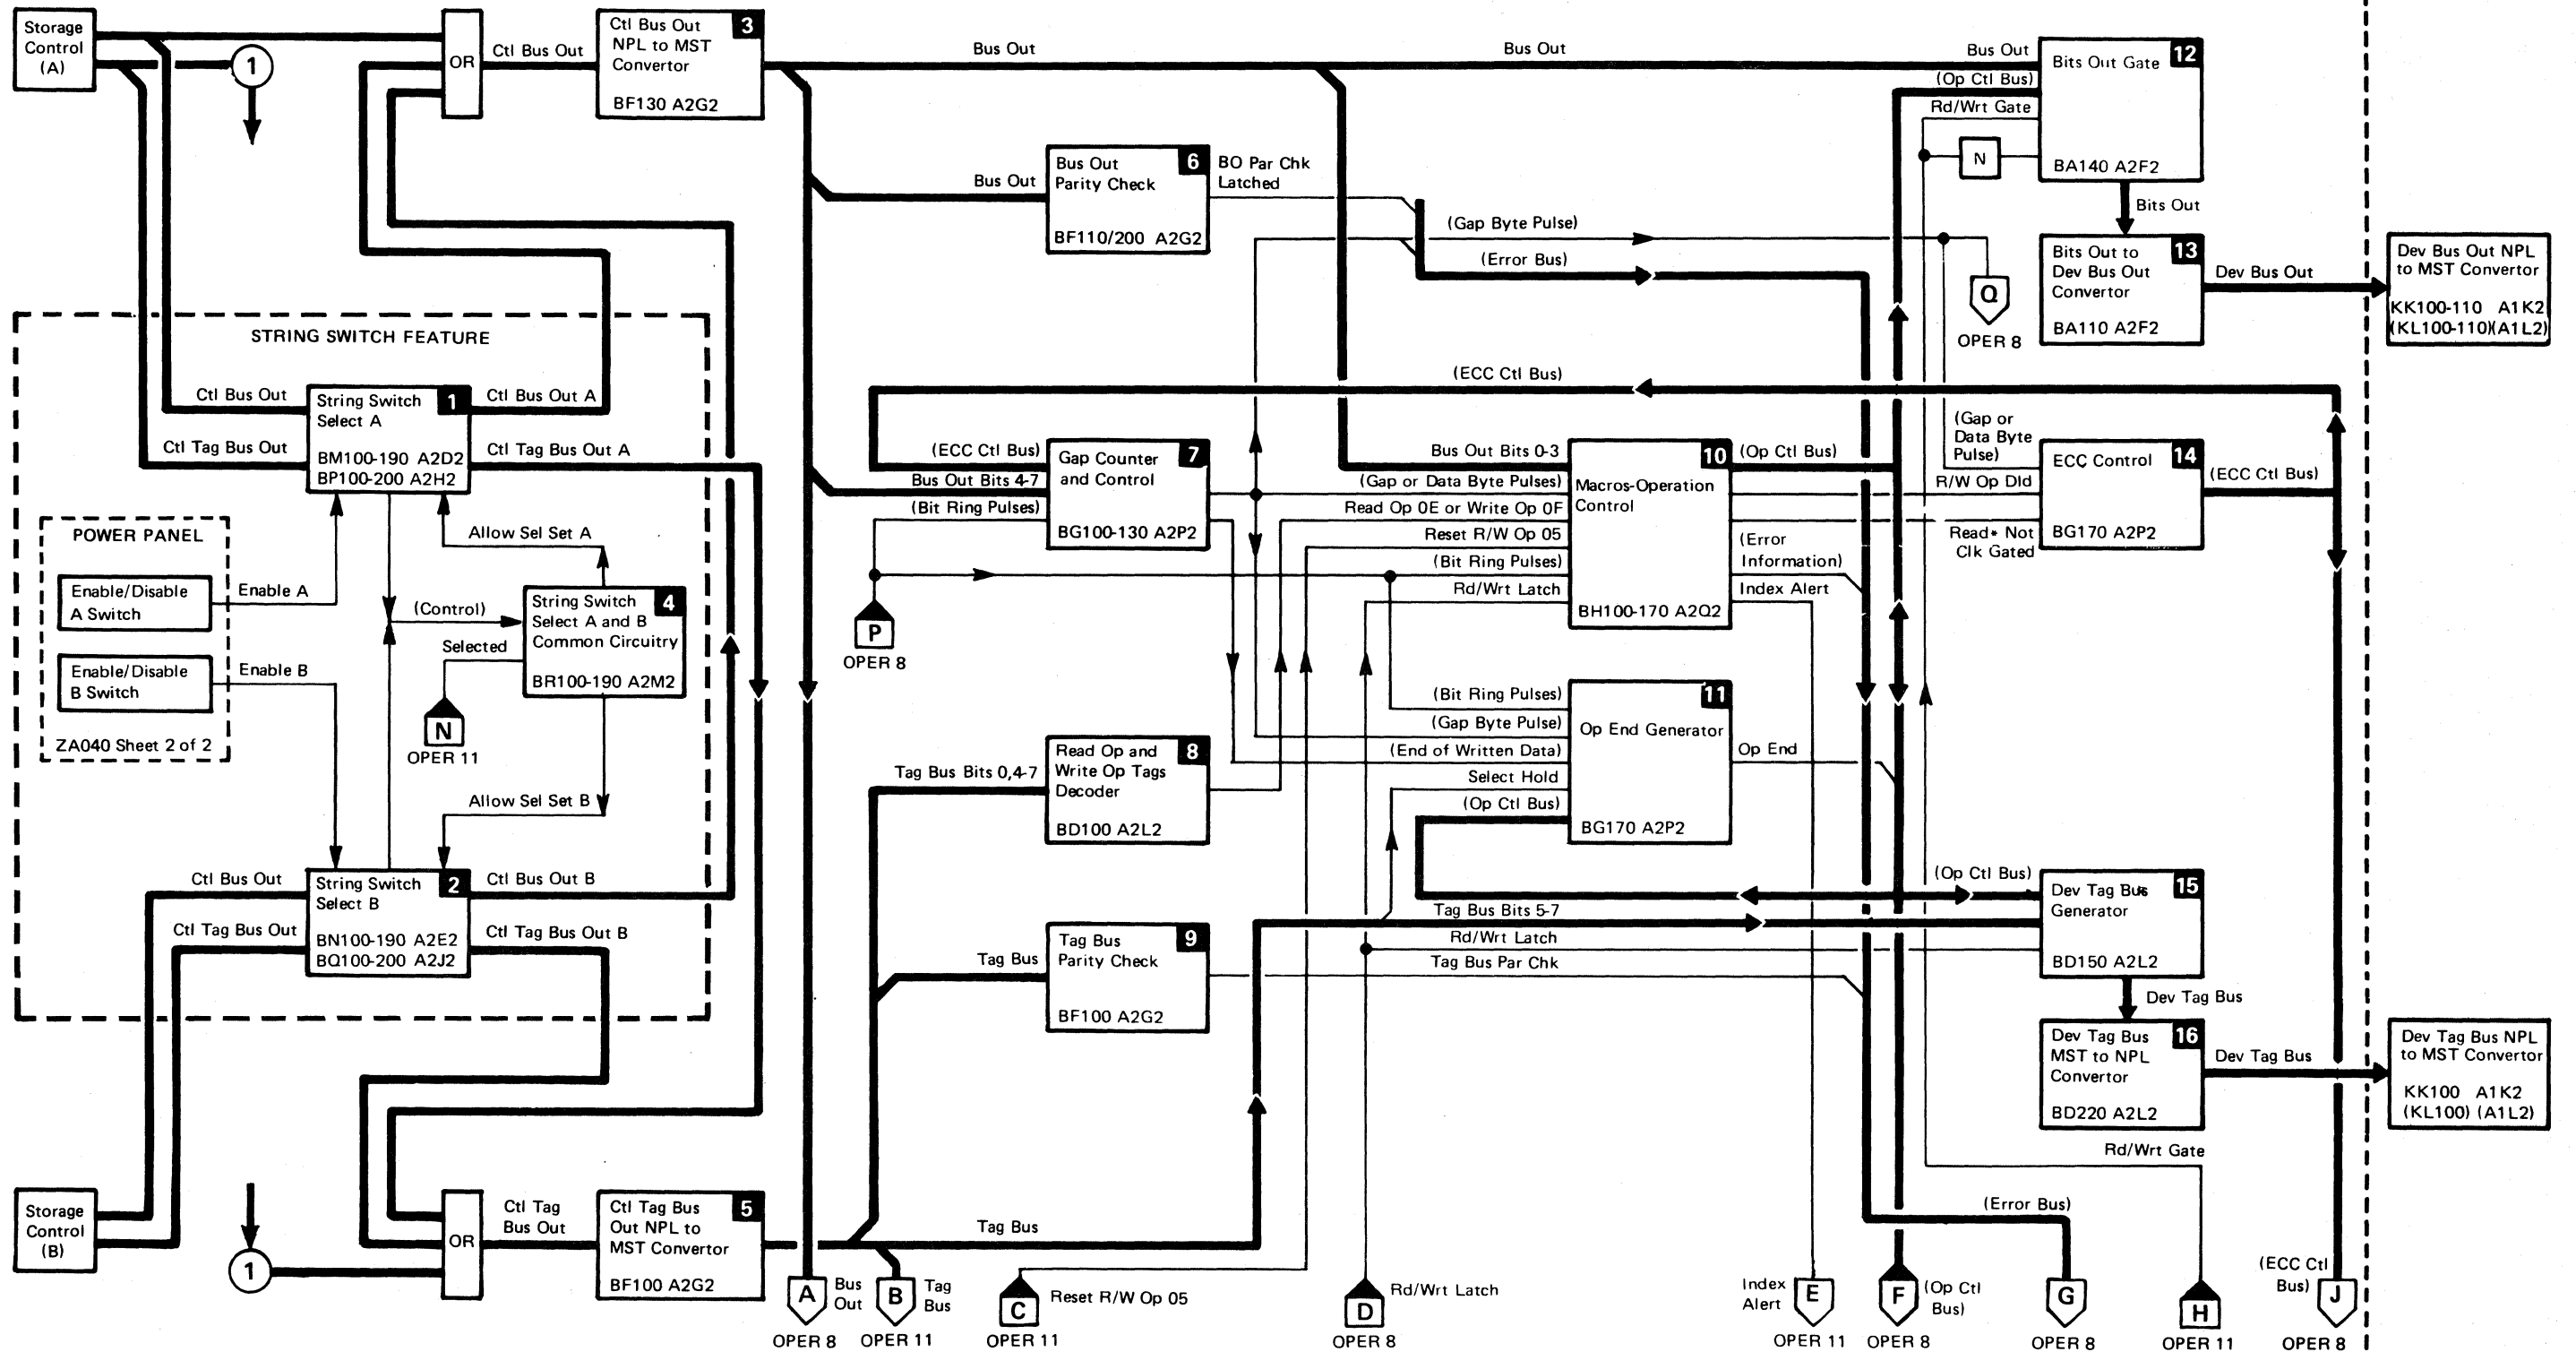 Storage
Control
(A)
1
OR
Ctl Bus Out
Ctl Bus Out
NPL to MST
Convertor
BF130 A2G2
3
Bus Out
Bus Out
Bus Out
(Op Ctl Bus)
Rd/Wrt Gate
N
Bits Out Gate
12
BA140 A2F2
Bits Out
Bus Out
Bus Out
Parity Check
6
BF110/200 A2G2
BO Par Chk
Latched
(Gap Byte Pulse)
(Error Bus)
Q
OPER 8
Bits Out to
Dev Bus Out
Convertor
13
BA110 A2F2
Dev Bus Out
Dev Bus Out NPL
to MST Convertor
KK100-110 A1K2
(KL100-110)(A1L2)
STRING SWITCH FEATURE
Ctl Bus Out
Ctl Tag Bus Out
String Switch
Select A
1
BM100-190 A2D2
BP100-200 A2H2
Ctl Bus Out A
Ctl Tag Bus Out A
Allow Sel Set A
POWER PANEL
Enable/Disable
A Switch
Enable A
Enable/Disable
B Switch
Enable B
ZA040 Sheet 2 of 2
(Control)
Selected
String Switch
Select A and B
Common Circuitry
4
BR100-190 A2M2
N
OPER 11
Allow Sel Set B
Ctl Bus Out
Ctl Tag Bus Out
String Switch
Select B
2
BN100-190 A2E2
BQ100-200 A2J2
Ctl Bus Out B
Ctl Tag Bus Out B
(ECC Ctl Bus)
(ECC Ctl Bus)
Bus Out Bits 4-7
(Bit Ring Pulses)
Gap Counter
and Control
7
BG100-130 A2P2
P
OPER 8
Bus Out Bits 0-3
(Gap or Data Byte Pulses)
Read Op 0E or Write Op 0F
Reset R/W Op 05
(Bit Ring Pulses)
Rd/Wrt Latch
10
Macros-Operation
Control
BH100-170 A2Q2
(Op Ctl Bus)
(Error
Information)
Index Alert
(Gap or
Data Byte
Pulse)
R/W Op Dld
Read* Not
Clk Gated
ECC Control
14
BG170 A2P2
(ECC Ctl Bus)
(Bit Ring Pulses)
(Gap Byte Pulse)
(End of Written Data)
Select Hold
(Op Ctl Bus)
11
Op End Generator
BG170 A2P2
Op End
Tag Bus Bits 0,4-7
Read Op and
Write Op Tags
Decoder
8
BD100 A2L2
Tag Bus
Tag Bus
Parity Check
9
BF100 A2G2
Tag Bus Bits 5-7
Rd/Wrt Latch
Tag Bus Par Chk
(Op Ctl Bus)
Dev Tag Bus
Generator
15
BD150 A2L2
Dev Tag Bus
Dev Tag Bus
MST to NPL
Convertor
16
BD220 A2L2
Dev Tag Bus
Dev Tag Bus NPL
to MST Convertor
KK100 A1K2
(KL100) (A1L2)
Rd/Wrt Gate
(Error Bus)
Storage
Control
(B)
1
OR
Ctl Tag
Bus Out
Ctl Tag Bus
Out NPL to
MST Convertor
5
BF100 A2G2
Tag Bus
A
Bus
Out
OPER 8
B
Tag
Bus
OPER 11
C
Reset R/W Op 05
OPER 11
D
Rd/Wrt Latch
OPER 8
Index
Alert
E
OPER 11
F
(Op Ctl
Bus)
OPER 8
G
OPER 8
H
OPER 11
(ECC Ctl
Bus)
J
OPER 8